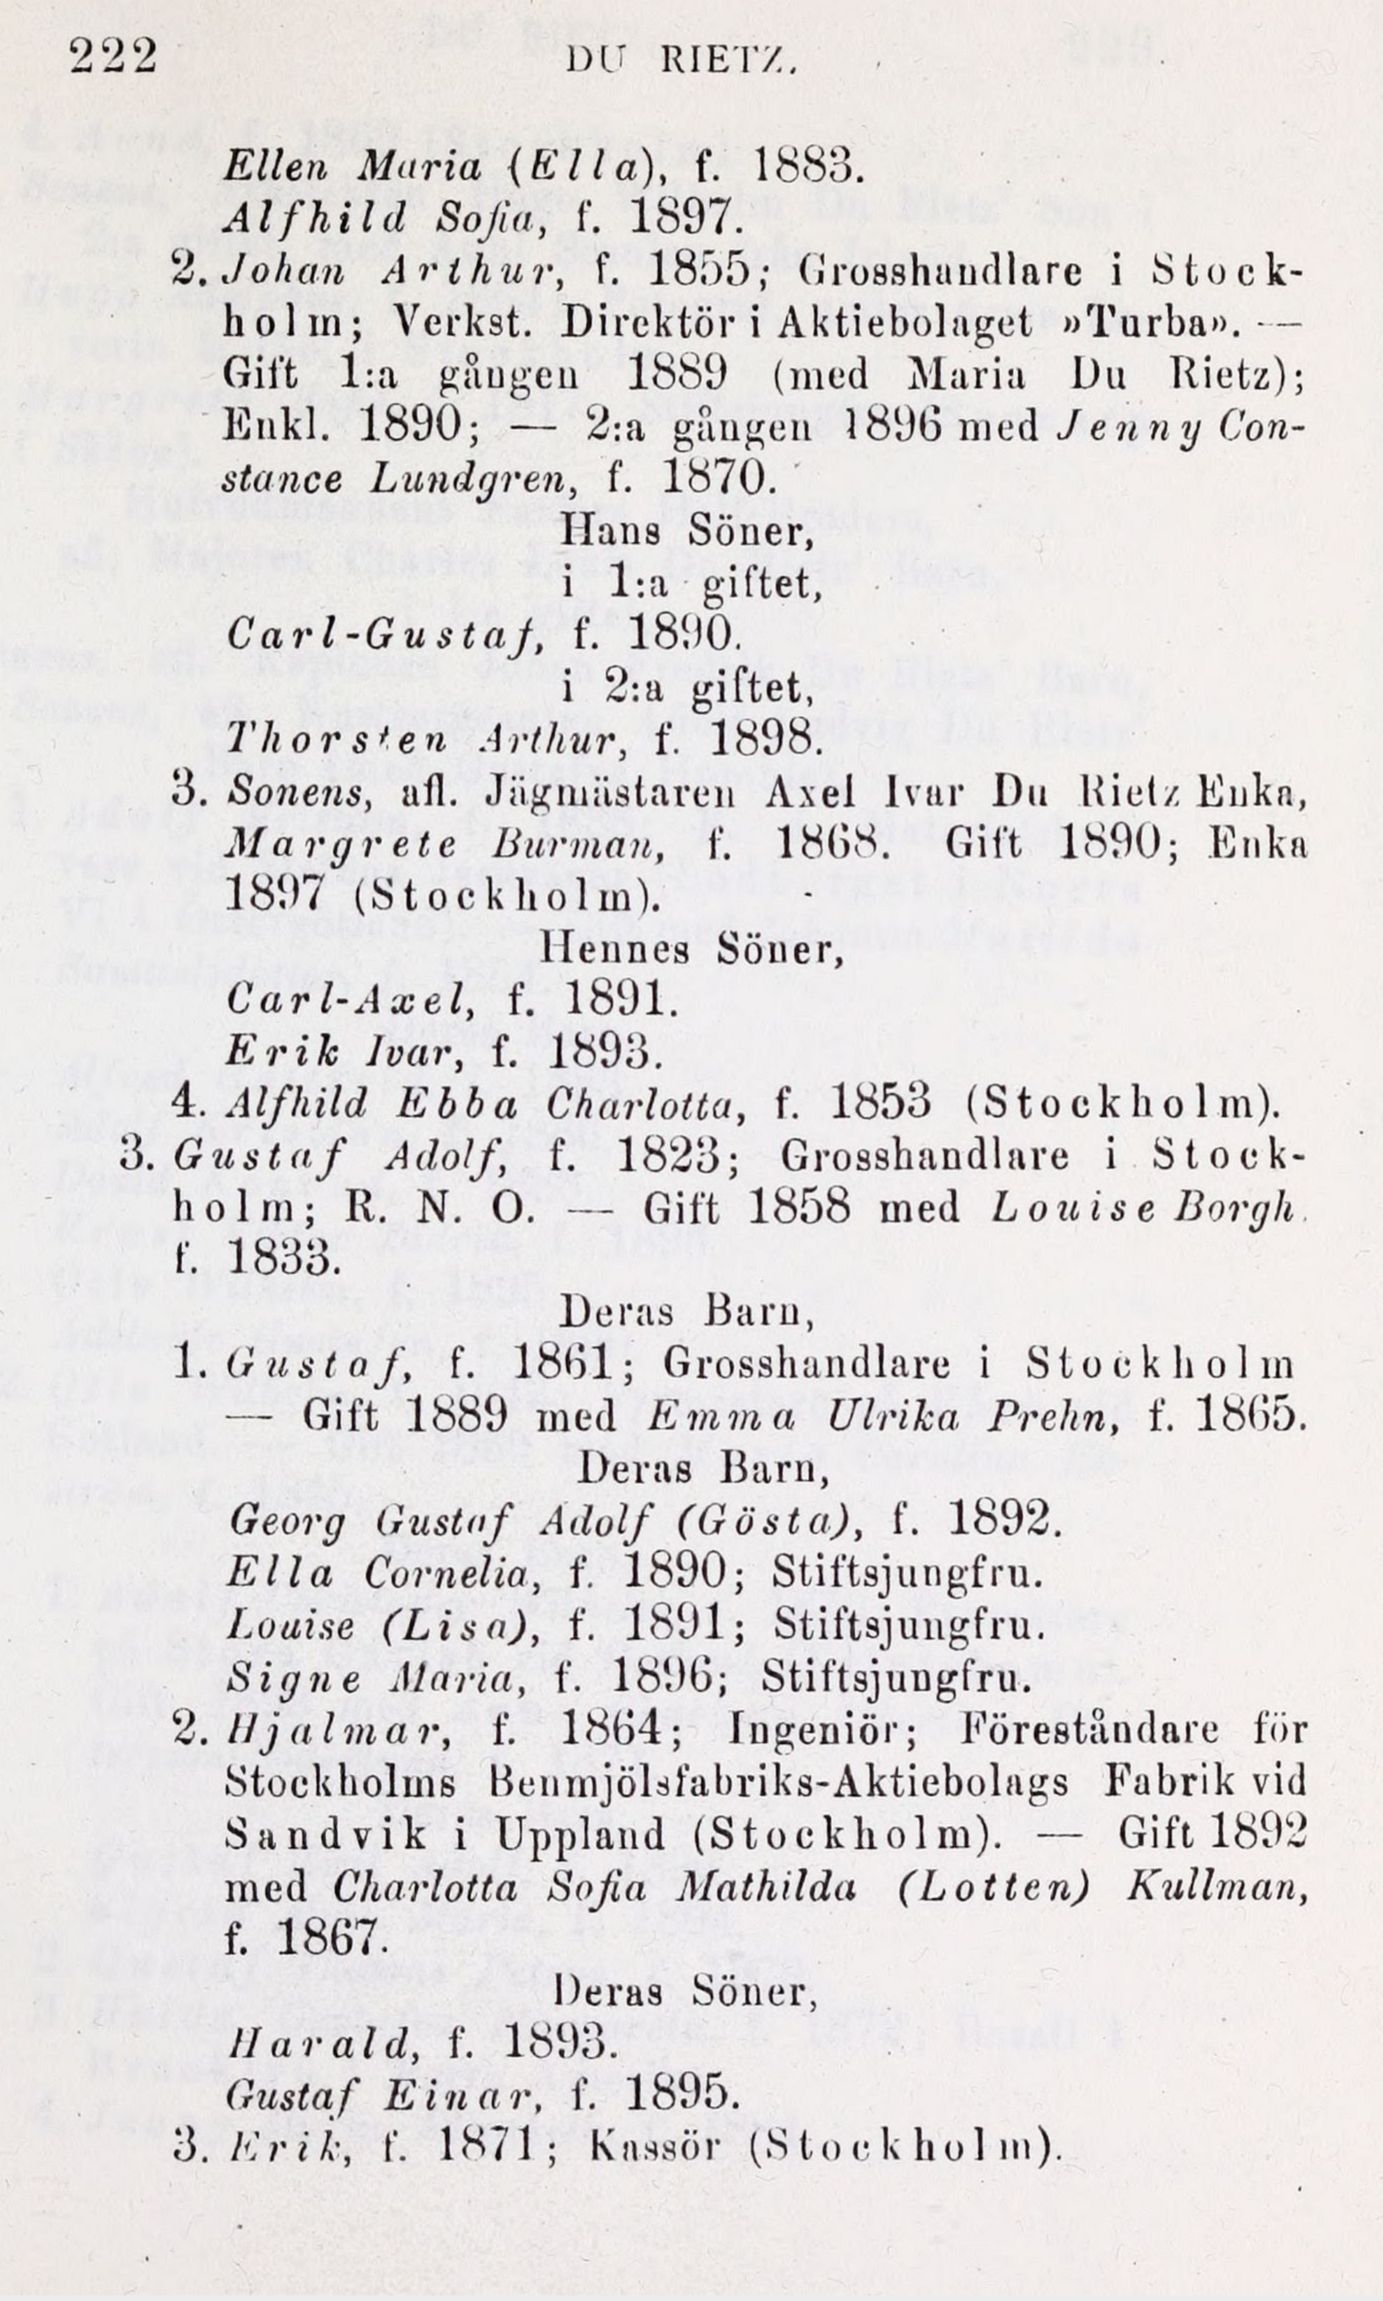 222
DU RIETZ.
Ellen Maria (Ella), f. 1883.
Alfhild Sofia, f. 1897.
2. Johan Arthur, f. 1855; Grosshandlare i Stock-
holm; Verkst. Direktör i Aktiebolaget »Turba». —
Gift 1:a gången 1889 (med Maria Du Rietz);
Enkl. 1890; — 2:a gången 1896 med Jenny Con-
stance Lundgren, f. 1870.
Hans Söner,
i 1:a giftet,
Carl-Gustaf, f. 1890.
i 2:a giftet,
Thorsten Arthur, f. 1898.
3. Sonens, afl. Jägmästaren Axel Ivar Du Rietz Enka,
Margrete Burman, f. 1868. Gift 1890; Enka
1897 (Stockholm).
Hennes Söner,
Carl-Axel, f. 1891.
Erik Ivar, f. 1893.
4. Alfhild Ebba Charlotta, f. 1853 (Stockholm).
3. Gustaf Adolf, f. 1823; Grosshandlare i Stock-
holm; R. N. O. — Gift 1858 med Louise Borgh.
f. 1833.
Deras Barn,
1. Gustaf, f. 1861; Grosshandlare i Stockholm
— Gift 1889 med Emma Ulrika Prehn, f. 1865.
Deras Barn,
Georg Gustaf Adolf (Gösta), f. 1892.
Ella Cornelia, f. 1890; Stiftsjungfru.
Louise (Lisa), f. 1891; Stiftsjungfru.
Signe Maria, f. 1896; Stiftsjungfru.
2. Hjalmar, f. 1864; Ingeniör; Föreståndare för
Stockholms Benmjölsfabriks-Aktiebolags Fabrik vid
Sandvik i Uppland (Stockholm). — Gift 1892
med Charlotta Sofia Mathilda (Lotten) Kullman,
f. 1867.
Deras Söner,
Harald, f. 1893.
Gustaf Einar, f. 1895.
3. Erik, f. 1871; Kassör (Stockholm).